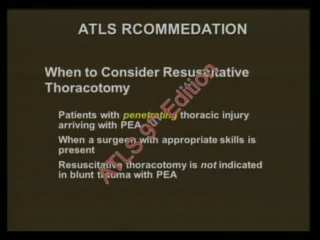 ATLS RCOMMEDATION
When to Consider Resuscitative
Thoracotomy
Patients with penetrating thoracic injury
arriving with PEA
When a surgeon with appropriate skills is
present
Resuscitative thoracotomy is not indicated
in blunt trauma with PEA
ATLS 9th Edition